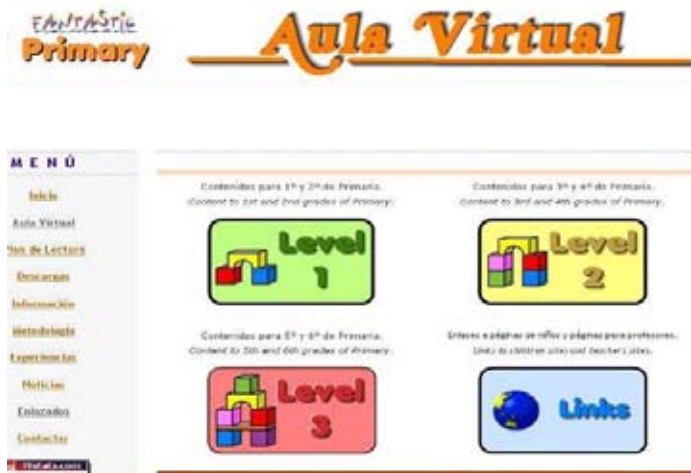 FANTASTIC
Primary
Aula Virtual
MENÚ
Inicio
Aula Virtual
Plan de Lectura
Descargas
Información
Metodología
Experiencias
Noticias
Enlazados
Contactar
Contenidos para 1º y 2º de Primaria.
Content to 1st and 2nd grades of Primary.
Level
1
Contenidos para 3º y 4º de Primaria.
Content to 3rd and 4th grades of Primary.
Level
2
Contenidos para 5º y 6º de Primaria.
Content to 5th and 6th grades of Primary.
Level
3
Enlaces a páginas de niños y páginas para profesores.
Links to children sites and teachers sites.
Links